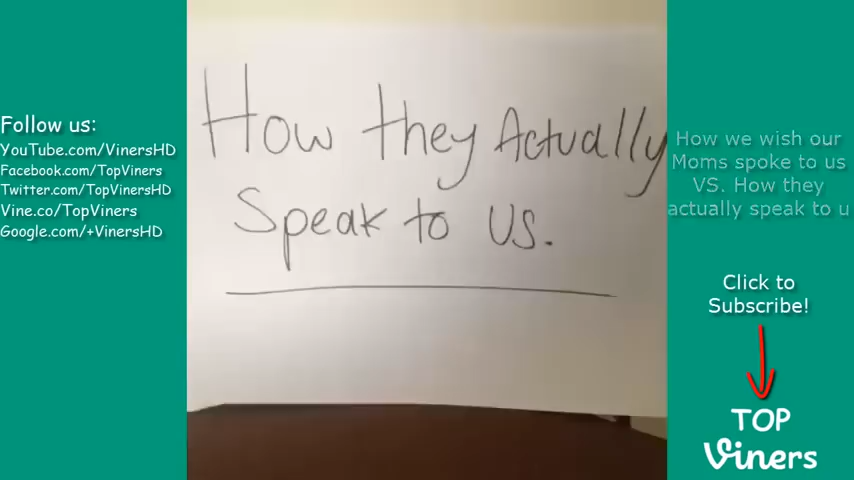 Follow us:
YouTube.com/VinersHD
Facebook.com/TopViners
Twitter.com/TopVinersHD
Vine.co/TopViners
Google.com/+VinersHD
How they Actually
Speak to us.
How we wish our
Moms spoke to us
VS. How they
actually speak to u
Click to
Subscribe!
TOP
Viners